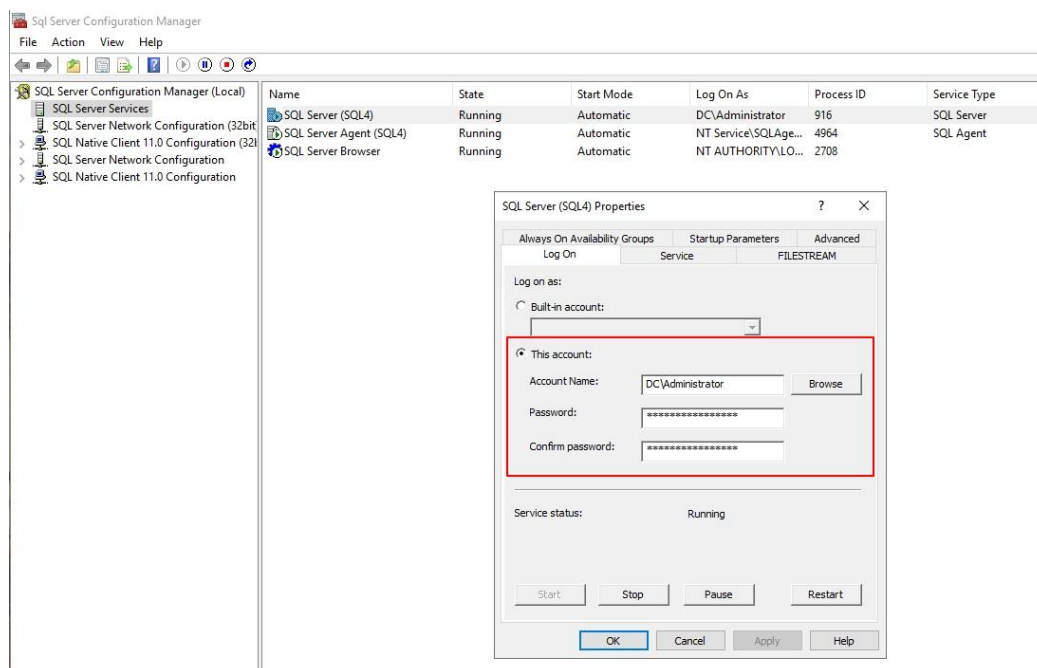 Sql Server Configuration Manager
File Action View Help
SQL Server Configuration Manager (Local)
SQL Server Services
SQL Server Network Configuration (32bit
SQL Native Client 11.0 Configuration (32
SQL Server Network Configuration
SQL Native Client 11.0 Configuration
Name State Start Mode Log On As Process ID Service Type
SQL Server (SQL4) Running Automatic DC\Administrator 916 SQL Server
SQL Server Agent (SQL4) Running Automatic NT Service\SQLAge... 4964 SQL Agent
SQL Server Browser Running Automatic NT AUTHORITY\LO... 2708
SQL Server (SQL4) Properties ? X
Always On Availability Groups Startup Parameters Advanced
Log On Service FILESTREAM
Log on as:
Built-in account:
This account:
Account Name: DC\Administrator Browse
Password: ****************
Confirm password: ****************
Service status: Running
Start Stop Pause Restart
OK Cancel Apply Help